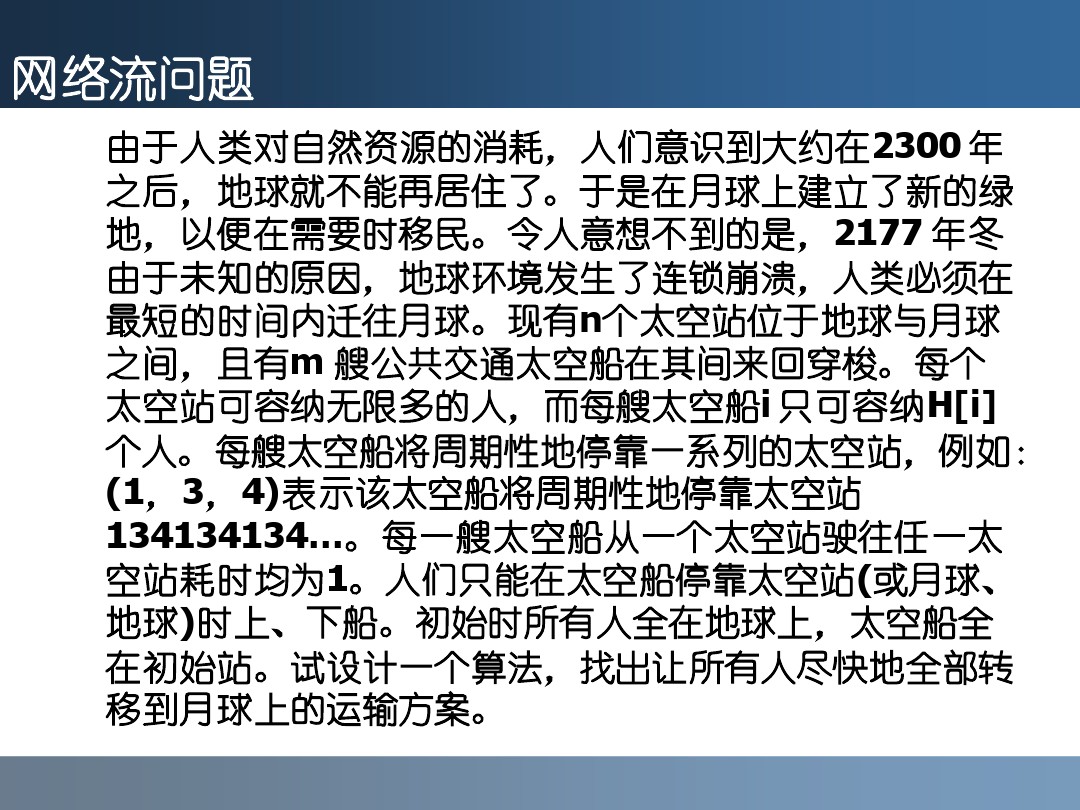 网络流问题
由于人类对自然资源的消耗，人们意识到大约在2300 年
之后，地球就不能再居住了。于是在月球上建立了新的绿
地，以便在需要时移民。令人意想不到的是，2177 年冬
由于未知的原因，地球环境发生了连锁崩溃，人类必须在
最短的时间内迁往月球。现有n个太空站位于地球与月球
之间，且有m 艘公共交通太空船在其间来回穿梭。每个
太空站可容纳无限多的人，而每艘太空船i 只可容纳H[i]
个人。每艘太空船将周期性地停靠一系列的太空站，例如：
(1，3，4)表示该太空船将周期性地停靠太空站
134134134…。每一艘太空船从一个太空站驶往任一太
空站耗时均为1。人们只能在太空船停靠太空站(或月球、
地球)时上、下船。初始时所有人全在地球上，太空船全
在初始站。试设计一个算法，找出让所有人尽快地全部转
移到月球上的运输方案。